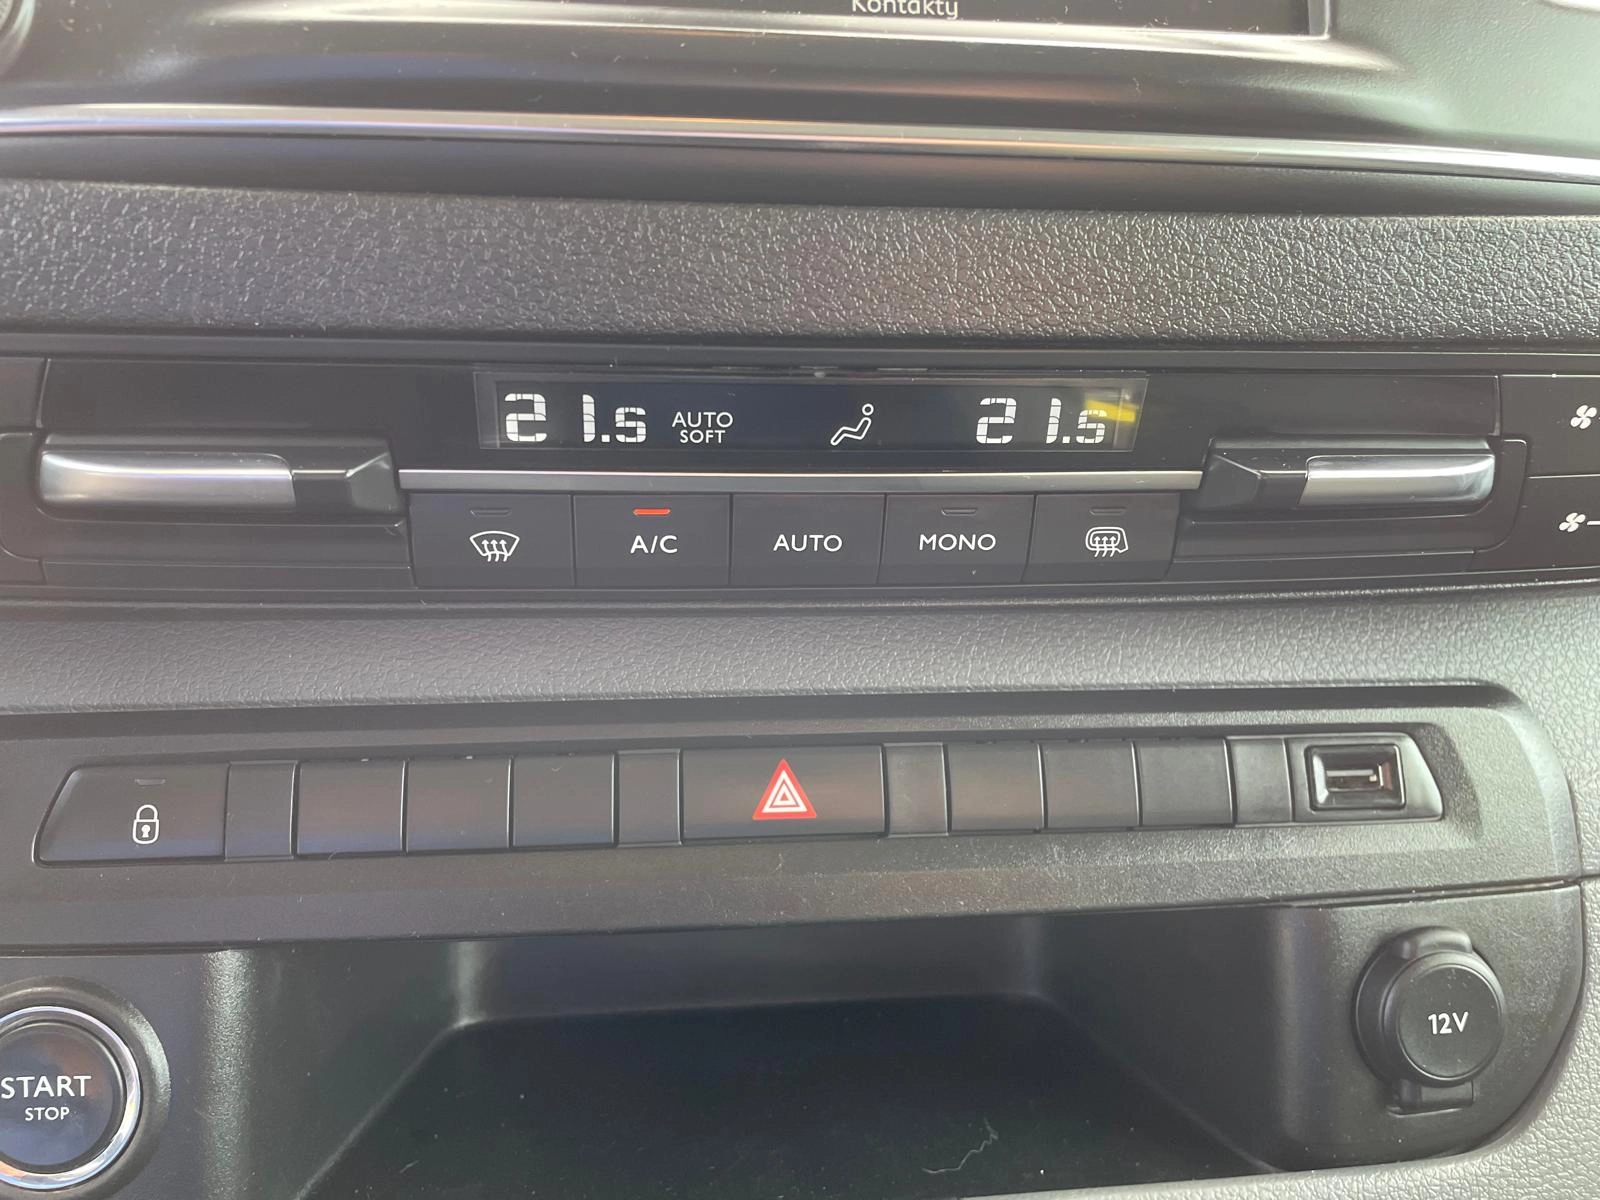 Kontakty
21.5 AUTO SOFT 21.5
A/C AUTO MONO
START
STOP
12V